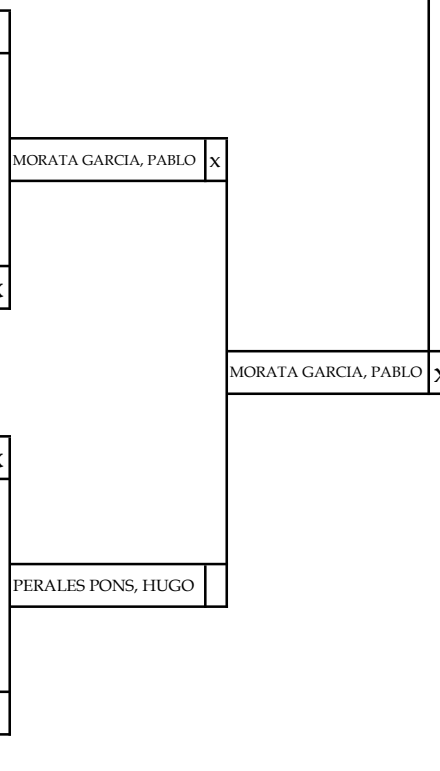 MORATA GARCIA, PABLO x
x
MORATA GARCIA, PABLO x
x
PERALES PONS, HUGO